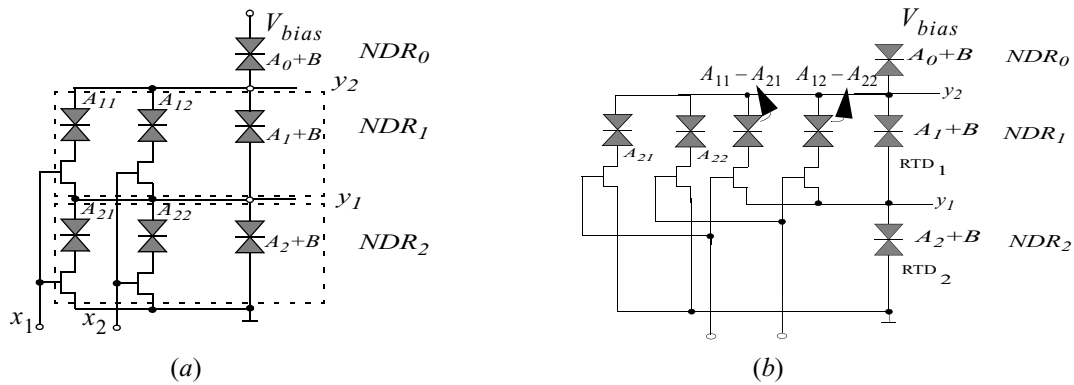 V_bias
A_0+B NDR_0
y_2
A_11 A_12
A_1+B NDR_1
y_1
A_21 A_22
A_2+B NDR_2
x_1 x_2
(a)
V_bias
A_0+B NDR_0
A_11 – A_21 A_12 – A_22
y_2
A_1+B NDR_1
A_21 A_22
RTD_1
y_1
A_2+B NDR_2
RTD_2
(b)